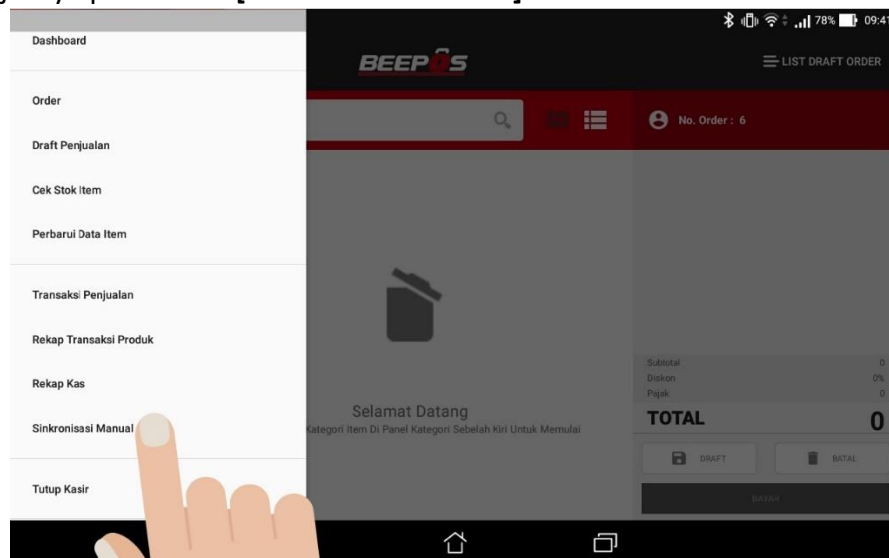 78% 09:41
Dashboard
BEEPOS
LIST DRAFT ORDER
Order
No. Order : 6
Draft Penjualan
Cek Stok Item
Perbarui Data Item
Transaksi Penjualan
Rekap Transaksi Produk
Rekap Kas
Sinkronisasi Manual
Tutup Kasir
Selamat Datang
Kategori Item Di Panel Kategori Sebelah Kiri Untuk Memulai
Subtotal 0
Diskon 0%
Pajak 0
TOTAL 0
DRAFT BATAL
BAYAR